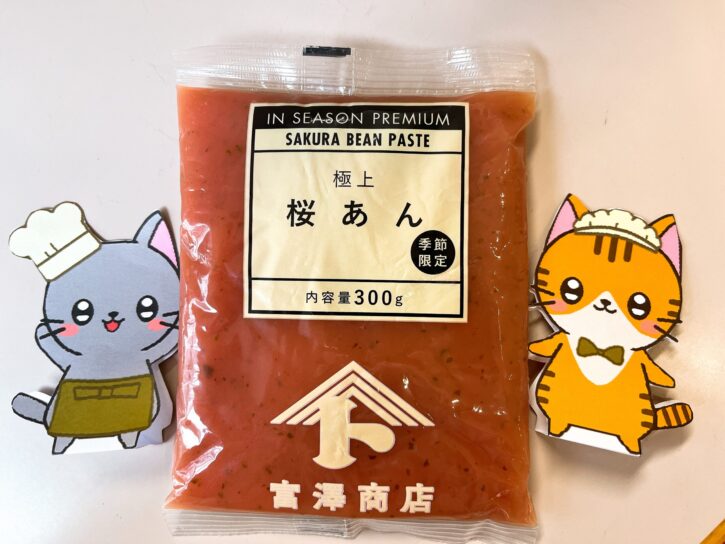 IN SEASON PREMIUM
SAKURA BEAN PASTE
極上
桜あん
季節
限定
内容量300g
富澤商店